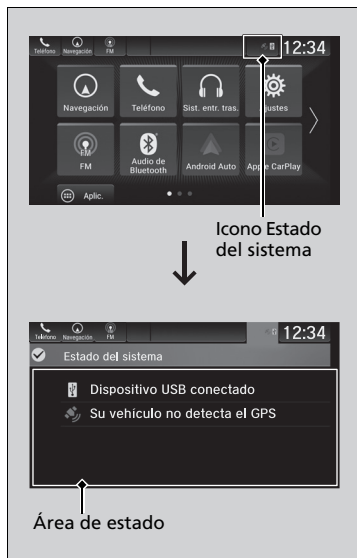 Teléfono Navegación FM 12:34
Navegación Teléfono Sist. entr. tras. Ajustes
FM Audio de Bluetooth Android Auto Apple CarPlay
Aplic.
Icono Estado
del sistema
Teléfono Navegación FM 12:34
Estado del sistema
Dispositivo USB conectado
Su vehículo no detecta el GPS
Área de estado